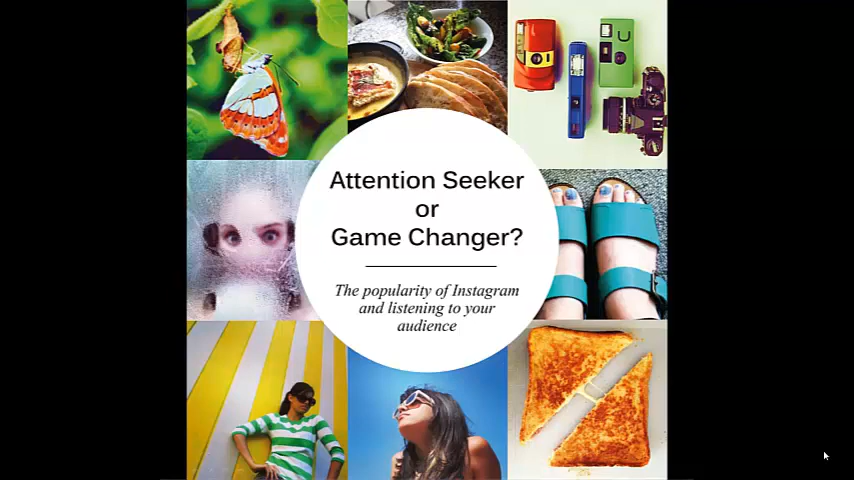 Attention Seeker
or
Game Changer?
The popularity of Instagram
and listening to your
audience